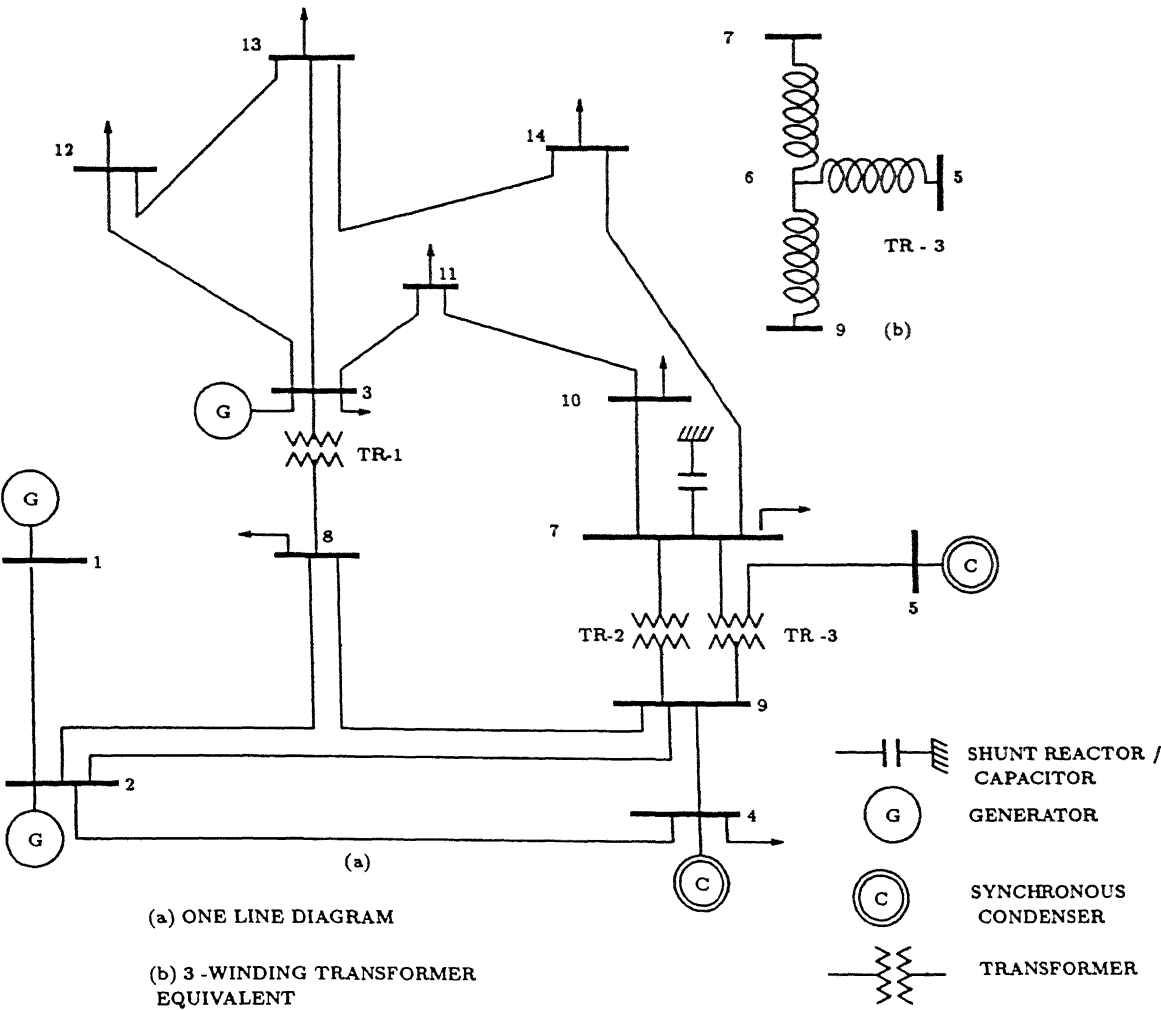 13
7
14
12
6
5
TR - 3
11
9
(b)
3
10
G
TR-1
G
8
7
1
C
5
TR-2
TR -3
9
SHUNT REACTOR /
CAPACITOR
2
4
G
GENERATOR
G
(a)
C
C
SYNCHRONOUS
CONDENSER
(a) ONE LINE DIAGRAM
TRANSFORMER
(b) 3 -WINDING TRANSFORMER
EQUIVALENT